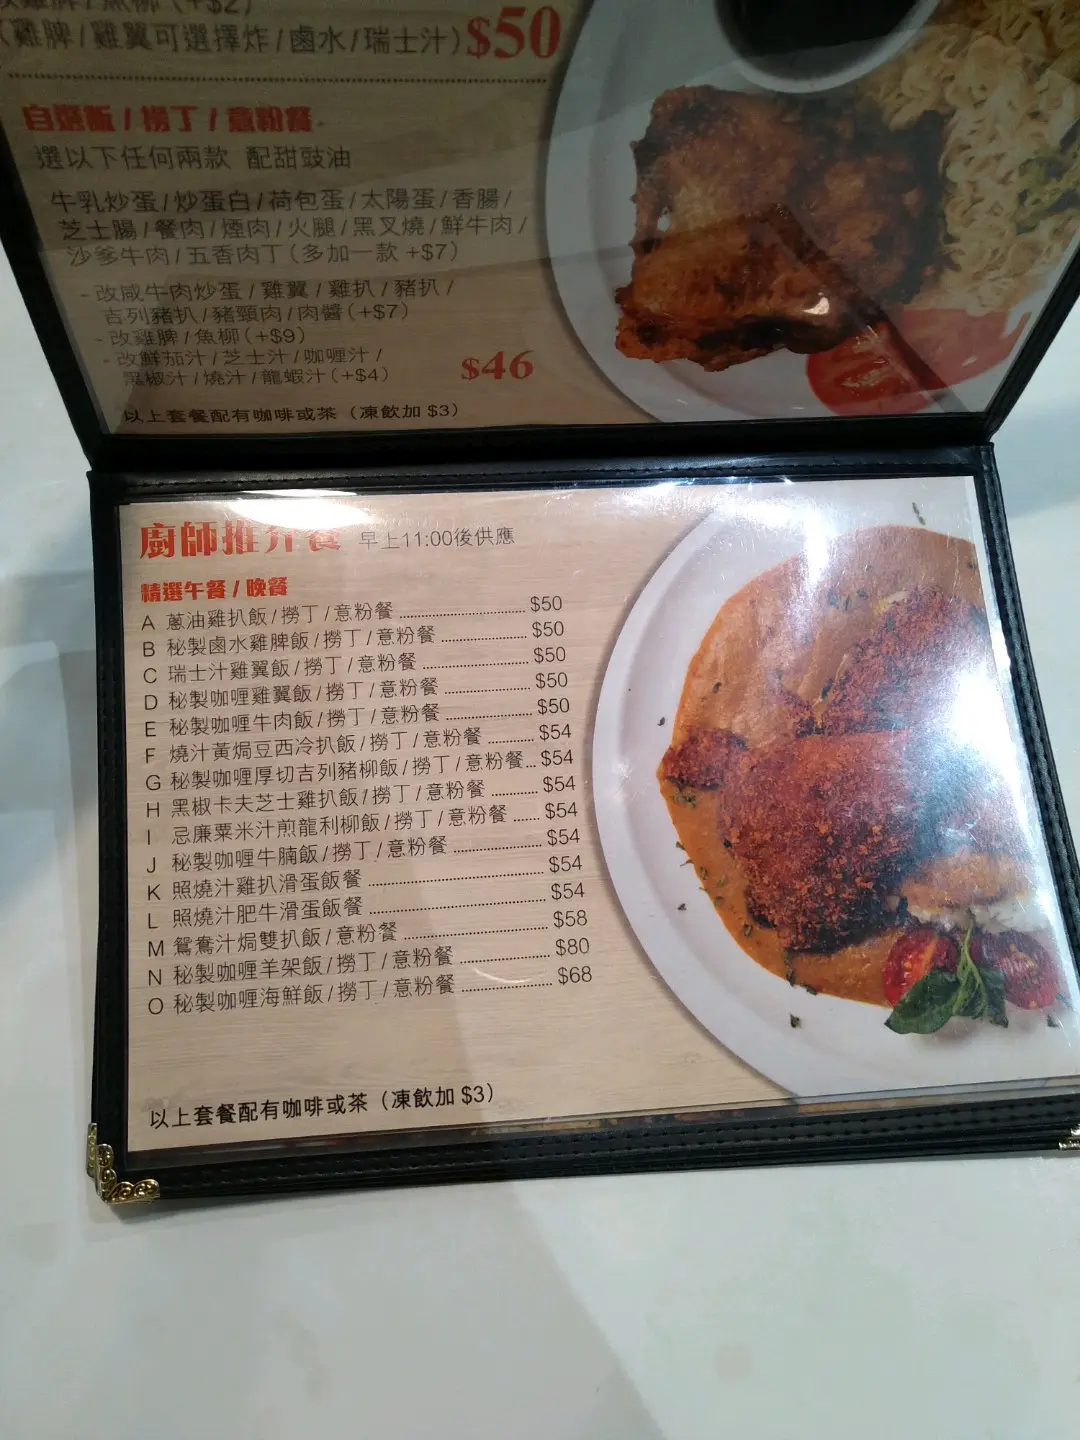 (雞脾/雞翼可選擇炸/鹵水/瑞士汁) $50
自選飯/撈丁/意粉餐
選以下任何兩款 配甜豉油
牛乳炒蛋/炒蛋白/荷包蛋/太陽蛋/香腸/
芝士腸/餐肉/煙肉/火腿/黑叉燒/鮮牛肉/
沙爹牛肉/五香肉丁(多加一款 +$7)
-改咸牛肉炒蛋/雞翼/雞扒/豬扒/
吉列豬扒/豬頸肉/肉醬(+$7)
-改雞脾/魚柳(+$9)
-改鮮茄汁/芝士汁/咖喱汁/
黑椒汁/燒汁/龍蝦汁(+$4) $46
以上套餐配有咖啡或茶 (凍飲加 $3)
廚師推介餐 早上11:00後供應
精選午餐/晚餐
A 蔥油雞扒飯/撈丁/意粉餐 $50
B 秘製鹵水雞脾飯/撈丁/意粉餐 $50
C 瑞士汁雞翼飯/撈丁/意粉餐 $50
D 秘製咖喱雞翼飯/撈丁/意粉餐 $50
E 秘製咖喱牛肉飯/撈丁/意粉餐 $50
F 燒汁黃焗豆西冷扒飯/撈丁/意粉餐 $54
G 秘製咖喱厚切吉列豬柳飯/撈丁/意粉餐 $54
H 黑椒卡夫芝士雞扒飯/撈丁/意粉餐 $54
I 忌廉粟米汁煎龍利柳飯/撈丁/意粉餐 $54
J 秘製咖喱牛腩飯/撈丁/意粉餐 $54
K 照燒汁雞扒滑蛋飯餐 $54
L 照燒汁肥牛滑蛋飯餐 $54
M 鴛鴦汁焗雙扒飯/意粉餐 $58
N 秘製咖喱羊架飯/撈丁/意粉餐 $80
O 秘製咖喱海鮮飯/撈丁/意粉餐 $68
以上套餐配有咖啡或茶 (凍飲加 $3)